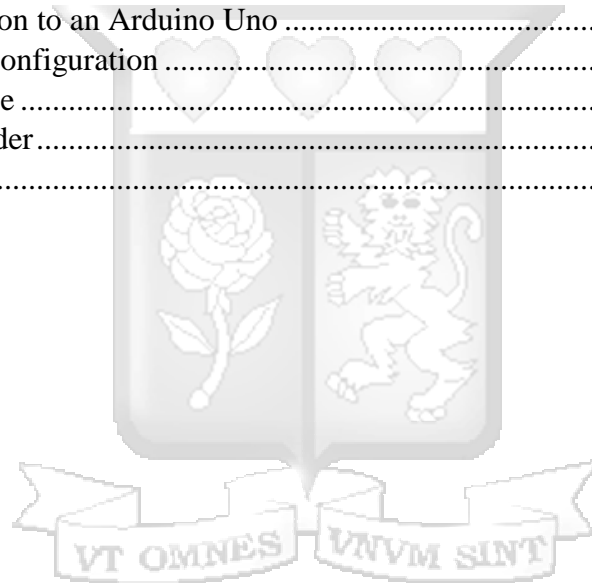 on to an Arduino Uno ....................................................
onfiguration ........................................................................
e ............................................................................................
der..........................................................................................
................................................................................................
VT OMNES VNVM SINT